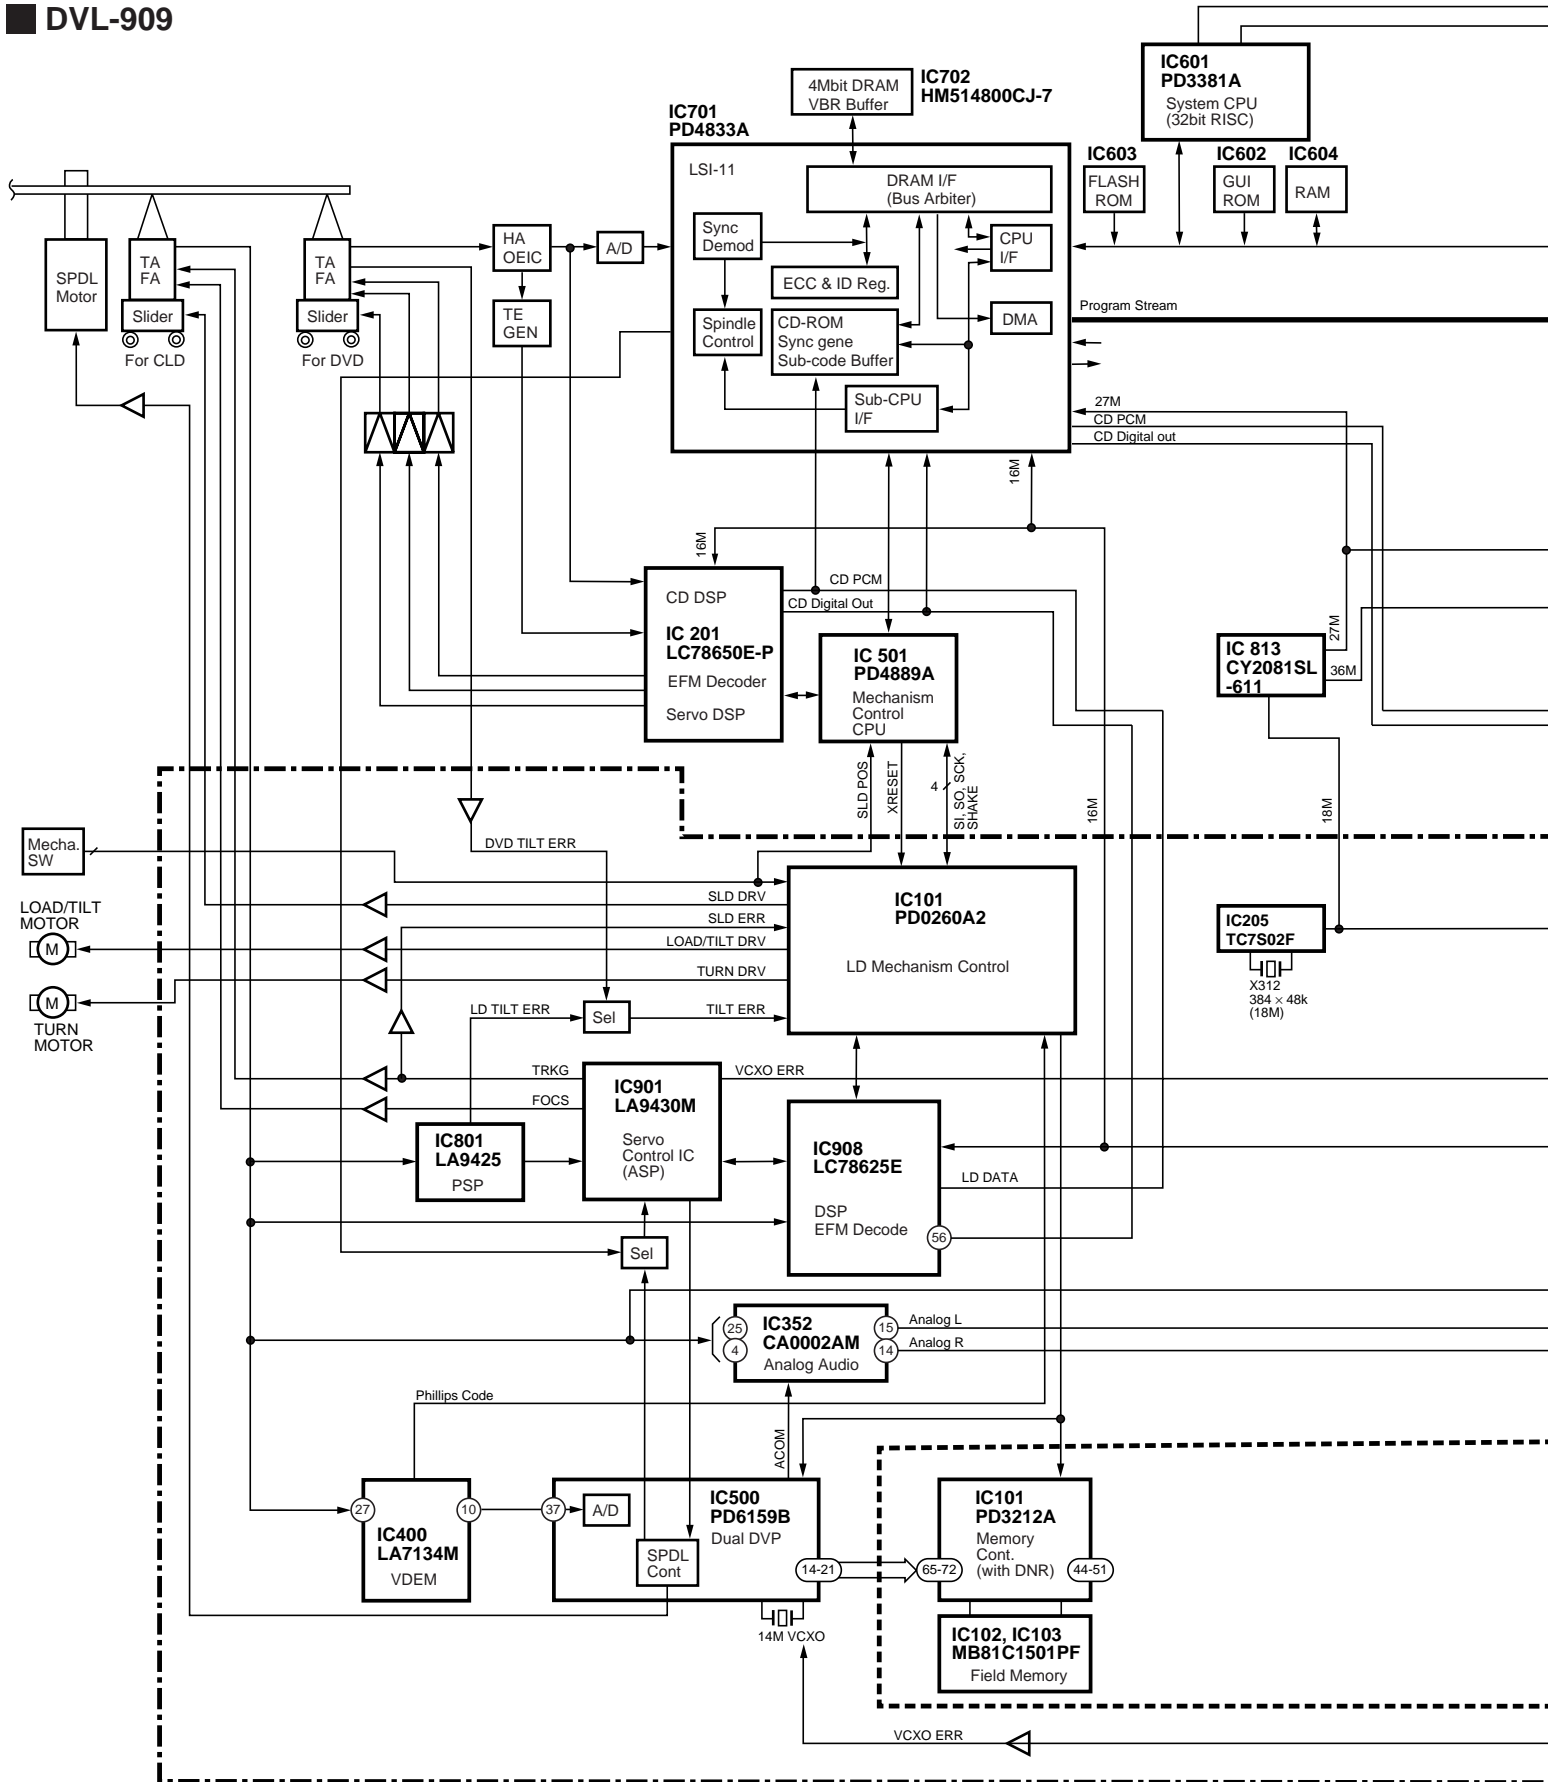 DVL-909
IC601
PD3381A
System CPU
(32bit RISC)
4Mbit DRAM
VBR Buffer
IC702
HM514800CJ-7
IC701
PD4833A
LSI-11
DRAM I/F
(Bus Arbiter)
IC603
FLASH
ROM
IC602
GUI
ROM
IC604
RAM
Sync
Demod
CPU
I/F
ECC & ID Reg.
Spindle
Control
CD-ROM
Sync gene
Sub-code Buffer
DMA
Sub-CPU
I/F
Program Stream
27M
CD PCM
CD Digital out
16M
SPDL
Motor
TA
FA
Slider
For CLD
TA
FA
Slider
For DVD
HA
OEIC
A/D
TE
GEN
16M
CD DSP
IC 201
LC78650E-P
EFM Decoder
Servo DSP
CD PCM
CD Digital Out
IC 501
PD4889A
Mechanism
Control
CPU
27M
IC 813
CY2081SL
-611
36M
SLD POS
XRESET
4
SI, SO, SCK,
SHAKE
16M
18M
Mecha.
SW
DVD TILT ERR
LOAD/TILT
MOTOR
M
M
TURN
MOTOR
SLD DRV
SLD ERR
LOAD/TILT DRV
TURN DRV
LD TILT ERR
Sel
TILT ERR
IC101
PD0260A2
LD Mechanism Control
IC205
TC7S02F
X312
384 × 48k
(18M)
TRKG
FOCS
IC901
LA9430M
Servo
Control IC
(ASP)
VCXO ERR
IC801
LA9425
PSP
IC908
LC78625E
DSP
EFM Decode
LD DATA
56
Sel
25
4
IC352
CA0002AM
Analog Audio
15
14
Analog L
Analog R
Phillips Code
ACOM
27
10
IC400
LA7134M
VDEM
37
A/D
IC500
PD6159B
Dual DVP
SPDL
Cont
14-21
14M VCXO
65-72
IC101
PD3212A
Memory
Cont.
(with DNR)
44-51
IC102, IC103
MB81C1501PF
Field Memory
VCXO ERR